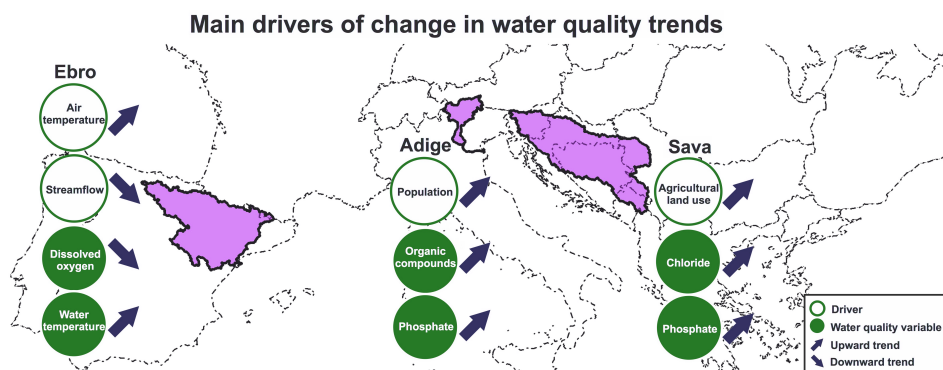 Main drivers of change in water quality trends
Ebro
Air
temperature
Streamflow
Dissolved
oxygen
Water
temperature
Adige
Population
Organic
compounds
Phosphate
Sava
Agricultural
land use
Chloride
Phosphate
Driver
Water quality variable
Upward trend
Downward trend